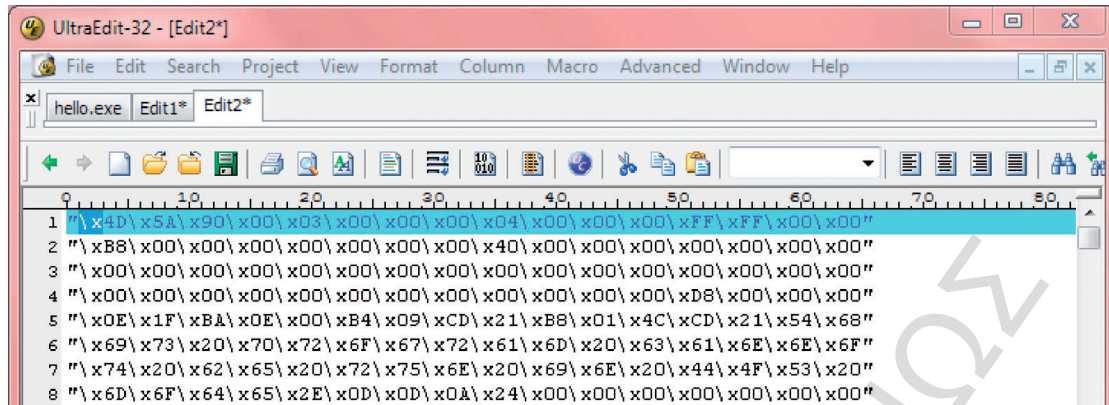 UltraEdit-32 - [Edit2*]
File Edit Search Project View Format Column Macro Advanced Window Help
hello.exe Edit1* Edit2*
0 10 20 30 40 50 60 70 80
1 "\x4D\x5A\x90\x00\x03\x00\x00\x00\x04\x00\x00\x00\xFF\xFF\x00\x00"
2 "\xB8\x00\x00\x00\x00\x00\x00\x00\x40\x00\x00\x00\x00\x00\x00\x00"
3 "\x00\x00\x00\x00\x00\x00\x00\x00\x00\x00\x00\x00\x00\x00\x00\x00"
4 "\x00\x00\x00\x00\x00\x00\x00\x00\x00\x00\x00\x00\xD8\x00\x00\x00"
5 "\x0E\x1F\xBA\x0E\x00\xB4\x09\xCD\x21\xB8\x01\x4C\xCD\x21\x54\x68"
6 "\x69\x73\x20\x70\x72\x6F\x67\x72\x61\x6D\x20\x63\x61\x6E\x6E\x6F"
7 "\x74\x20\x62\x65\x20\x72\x75\x6E\x20\x69\x6E\x20\x44\x4F\x53\x20"
8 "\x6D\x6F\x64\x65\x2E\x0D\x0D\x0A\x24\x00\x00\x00\x00\x00\x00\x00"